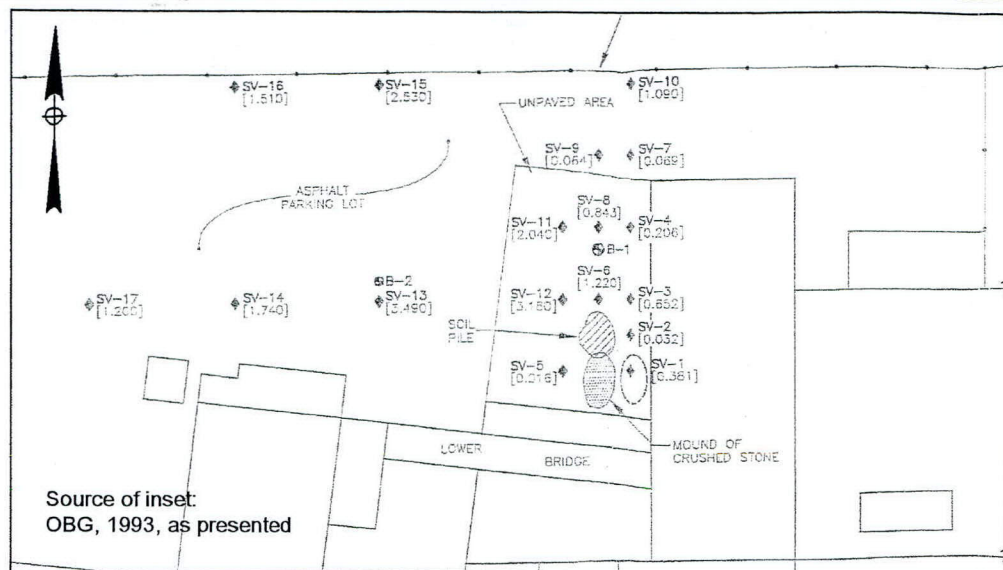 SV-16
[1.510]
SV-15
[2.530]
SV-10
[1.090]
UNPAVED AREA
SV-9
[0.064]
SV-7
[0.069]
ASPHALT
PARKING LOT
SV-8
[0.843]
SV-11
[2.040]
SV-4
[0.206]
B-1
B-2
SV-6
[1.220]
SV-17
[1.200]
SV-14
[1.740]
SV-13
[3.490]
SV-12
[3.180]
SV-3
[0.652]
SOIL
PILE
SV-2
[0.032]
SV-5
[0.016]
SV-1
[0.381]
LOWER
BRIDGE
MOUND OF
CRUSHED STONE
Source of inset:
OBG, 1993, as presented